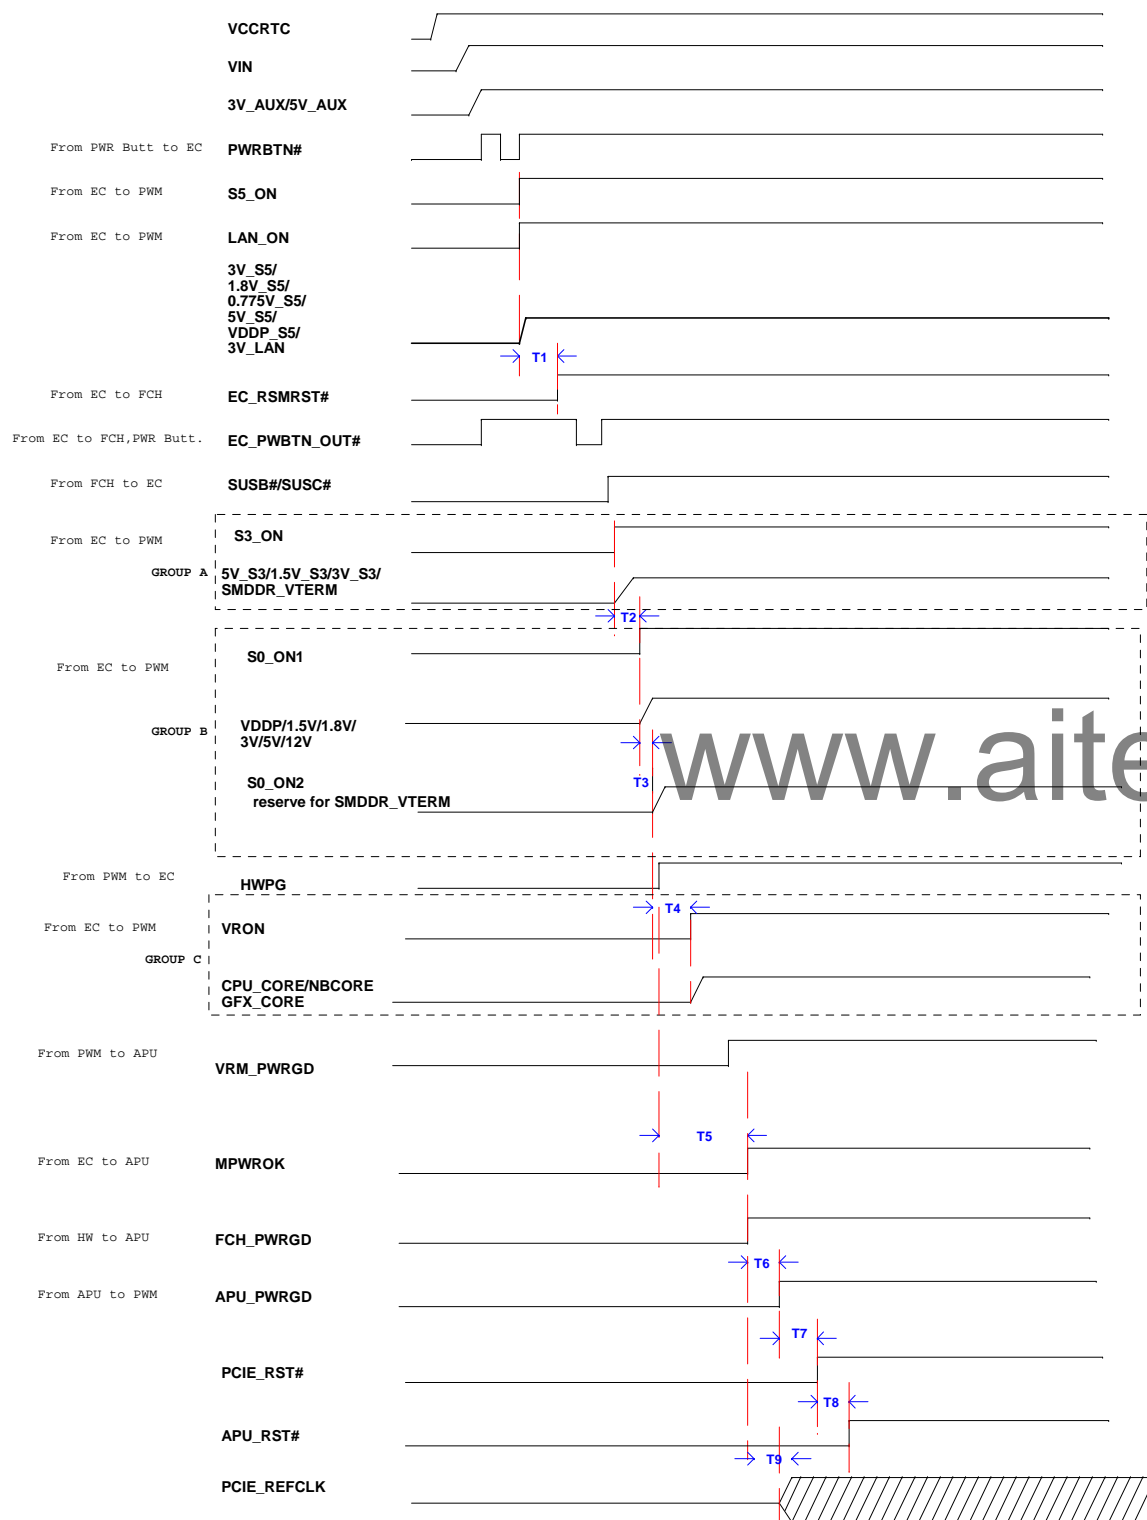 VCCRTC
VIN
3V_AUX/5V_AUX
From PWR Butt to EC PWRBTN#
From EC to PWM S5_ON
From EC to PWM LAN_ON
3V_S5/
1.8V_S5/
0.775V_S5/
5V_S5/
VDDP_S5/
3V_LAN
T1
From EC to FCH EC_RSMRST#
From EC to FCH,PWR Butt. EC_PWBTN_OUT#
From FCH to EC SUSB#/SUSC#
From EC to PWM S3_ON
GROUP A 5V_S3/1.5V_S3/3V_S3/
SMDDR_VTERM
T2
From EC to PWM S0_ON1
GROUP B VDDP/1.5V/1.8V/
3V/5V/12V
www.aite
T3
S0_ON2
reserve for SMDDR_VTERM
From PWM to EC HWPG
T4
From EC to PWM VRON
GROUP C
CPU_CORE/NBCORE
GFX_CORE
From PWM to APU VRM_PWRGD
T5
From EC to APU MPWROK
From HW to APU FCH_PWRGD
T6
From APU to PWM APU_PWRGD
T7
PCIE_RST#
T8
APU_RST#
T9
PCIE_REFCLK